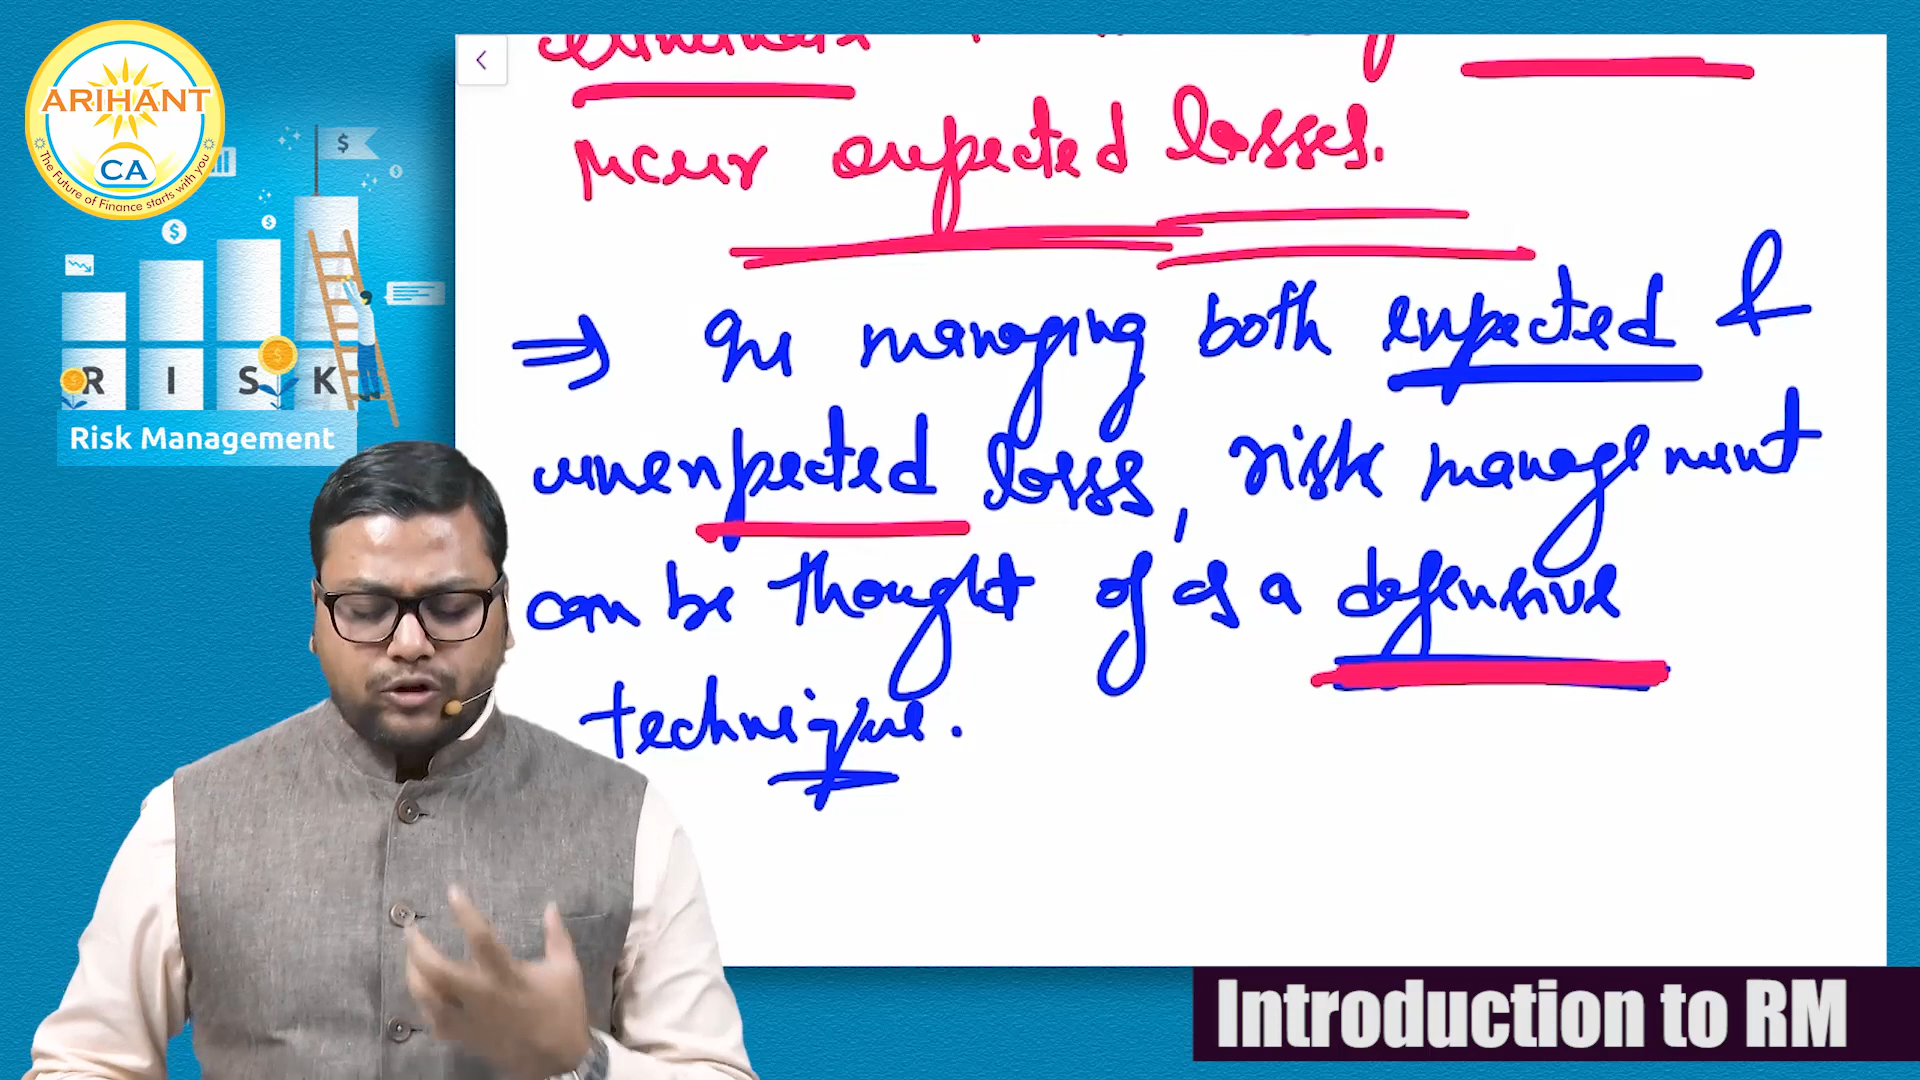 ARIHANT
CA
The Future of Finance starts with you
$
$
$
$
R I S K
Risk Management
incur expected losses.
⇒ In managing both expected &
unexpected loss, risk management
can be thought of as a defensive
technique.
Introduction to RM